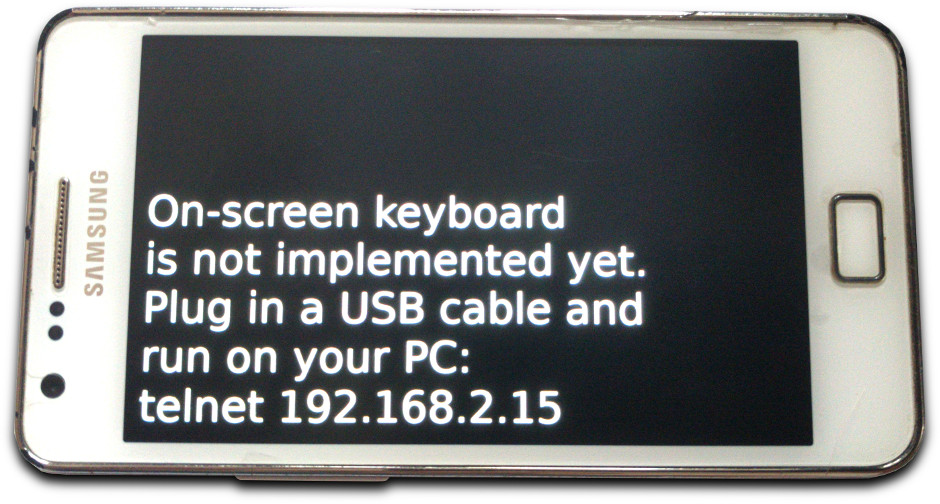 SAMSUNG
On-screen keyboard
is not implemented yet.
Plug in a USB cable and
run on your PC:
telnet 192.168.2.15